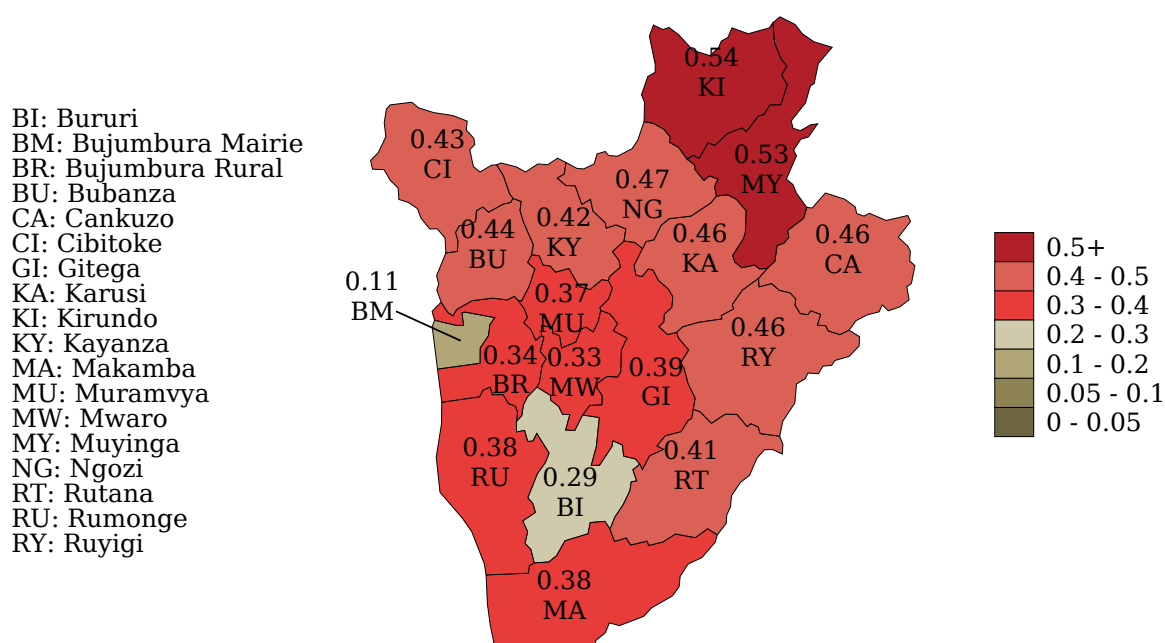 BI: Bururi
BM: Bujumbura Mairie
BR: Bujumbura Rural
BU: Bubanza
CA: Cankuzo
CI: Cibitoke
GI: Gitega
KA: Karusi
KI: Kirundo
KY: Kayanza
MA: Makamba
MU: Muramvya
MW: Mwaro
MY: Muyinga
NG: Ngozi
RT: Rutana
RU: Rumonge
RY: Ruyigi
0.54
KI
0.43
CI
0.53
MY
0.47
NG
0.42
KY
0.44
BU
0.46
KA
0.46
CA
0.11
BM
0.37
MU
0.46
RY
0.34
BR
0.33
MW
0.39
GI
0.38
RU
0.29
BI
0.41
RT
0.38
MA
0.5+
0.4 - 0.5
0.3 - 0.4
0.2 - 0.3
0.1 - 0.2
0.05 - 0.1
0 - 0.05